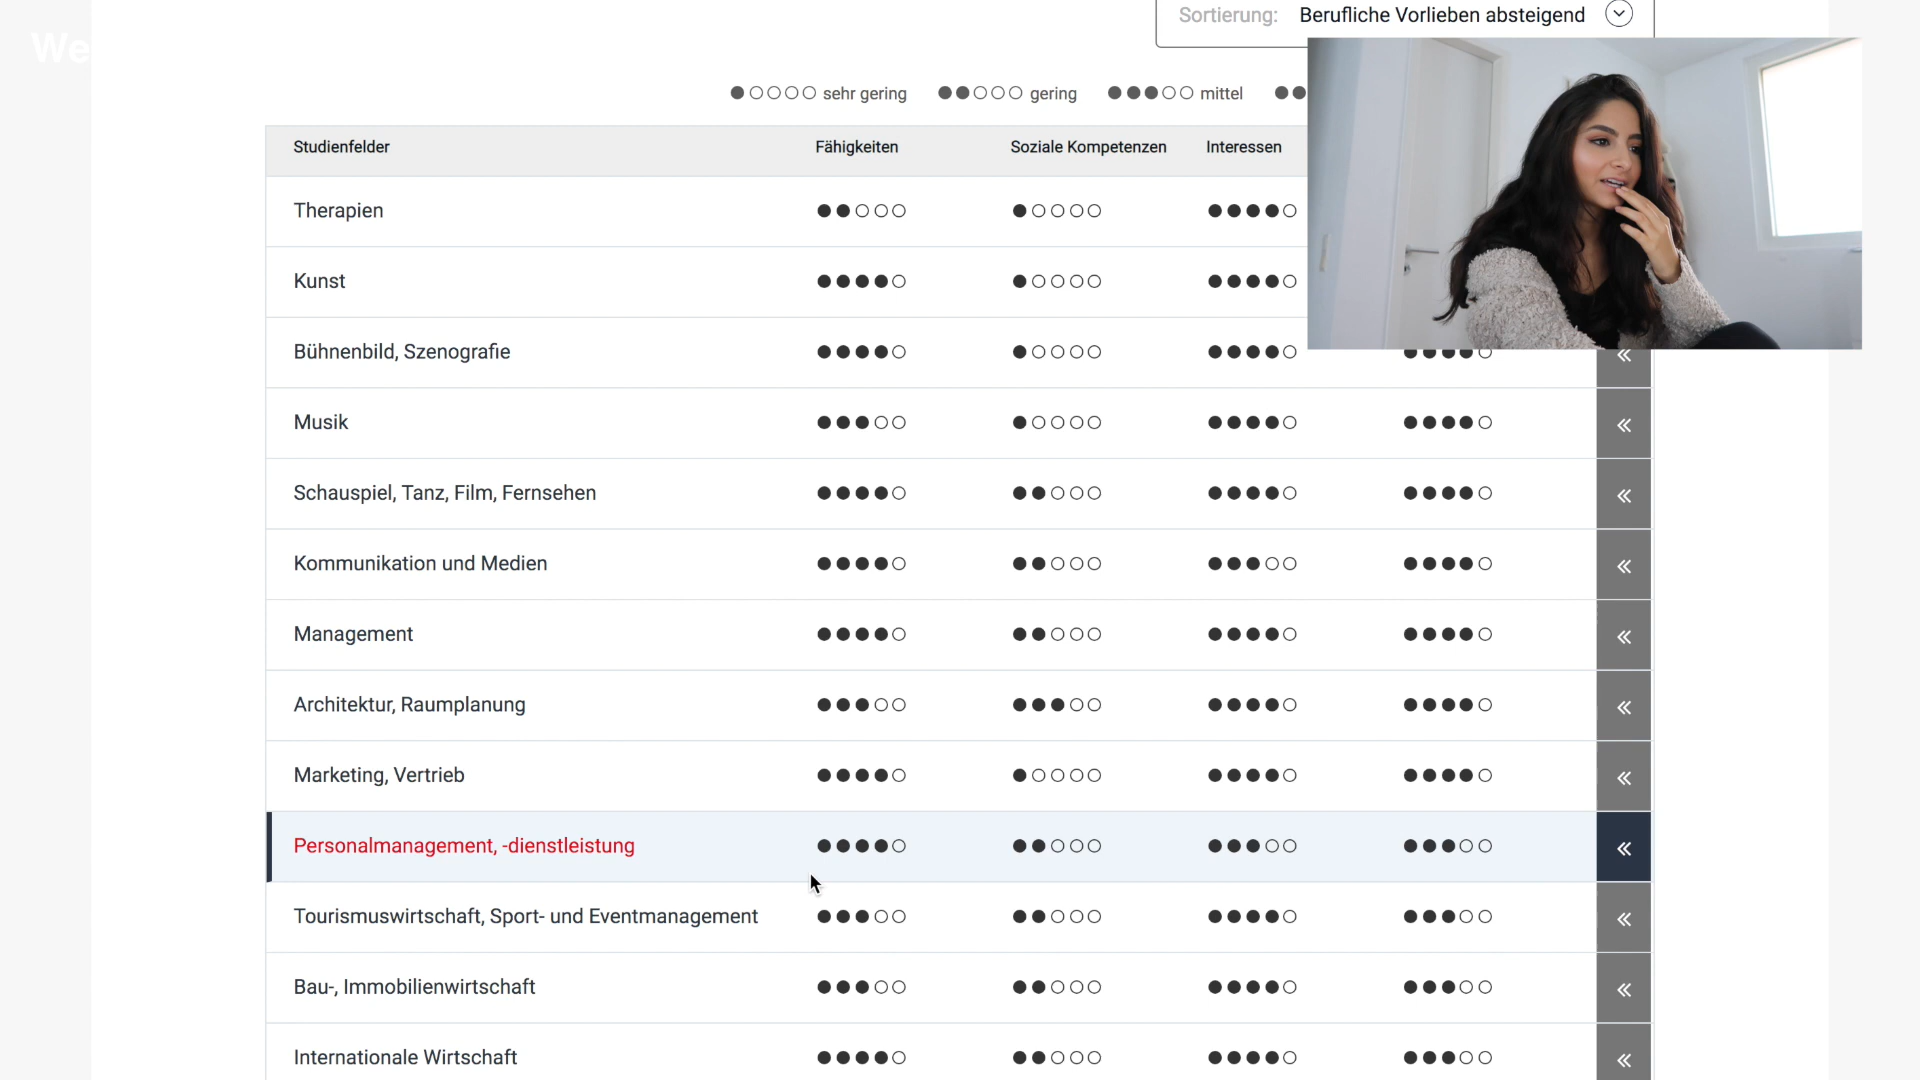 We
Sortierung: Berufliche Vorlieben absteigend
sehr gering gering mittel
Studienfelder Fähigkeiten Soziale Kompetenzen Interessen
Therapien
Kunst
Bühnenbild, Szenografie
Musik
Schauspiel, Tanz, Film, Fernsehen
Kommunikation und Medien
Management
Architektur, Raumplanung
Marketing, Vertrieb
Personalmanagement, -dienstleistung
Tourismuswirtschaft, Sport- und Eventmanagement
Bau-, Immobilienwirtschaft
Internationale Wirtschaft